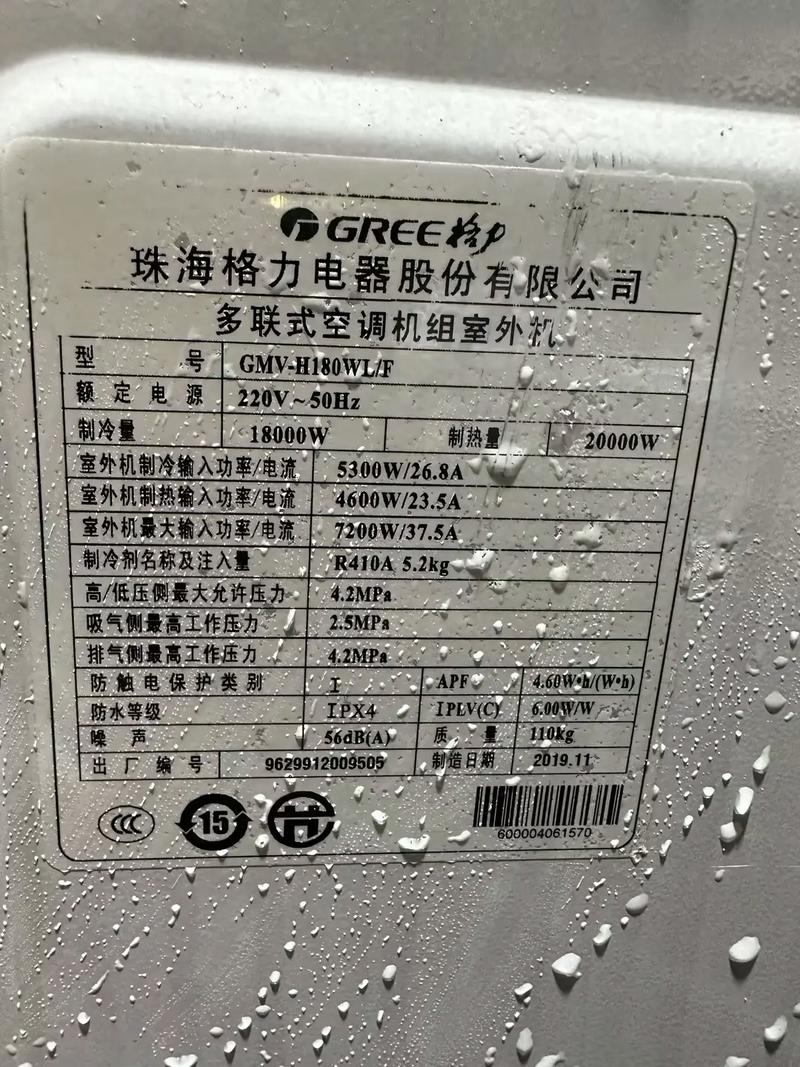 GREE格力
珠海格力电器股份有限公司
多联式空调机组室外机
型 号 GMV-H180WL/F
额定电源 220V~50Hz
制冷量 18000W 制热量 20000W
室外机制冷输入功率/电流 5300W/26.8A
室外机制热输入功率/电流 4600W/23.5A
室外机最大输入功率/电流 7200W/37.5A
制冷剂名称及注入量 R410A 5.2kg
高/低压侧最大允许压力 4.2MPa
吸气侧最高工作压力 2.5MPa
排气侧最高工作压力 4.2MPa
防触电保护类别 I APF 4.60W•h/(W•h)
防水等级 IPX4 IPLV(C) 6.00W/W
噪 声 56dB(A) 质 量 110kg
出厂编号 9629912009505 制造日期 2019.11
CCC 15
600004061570